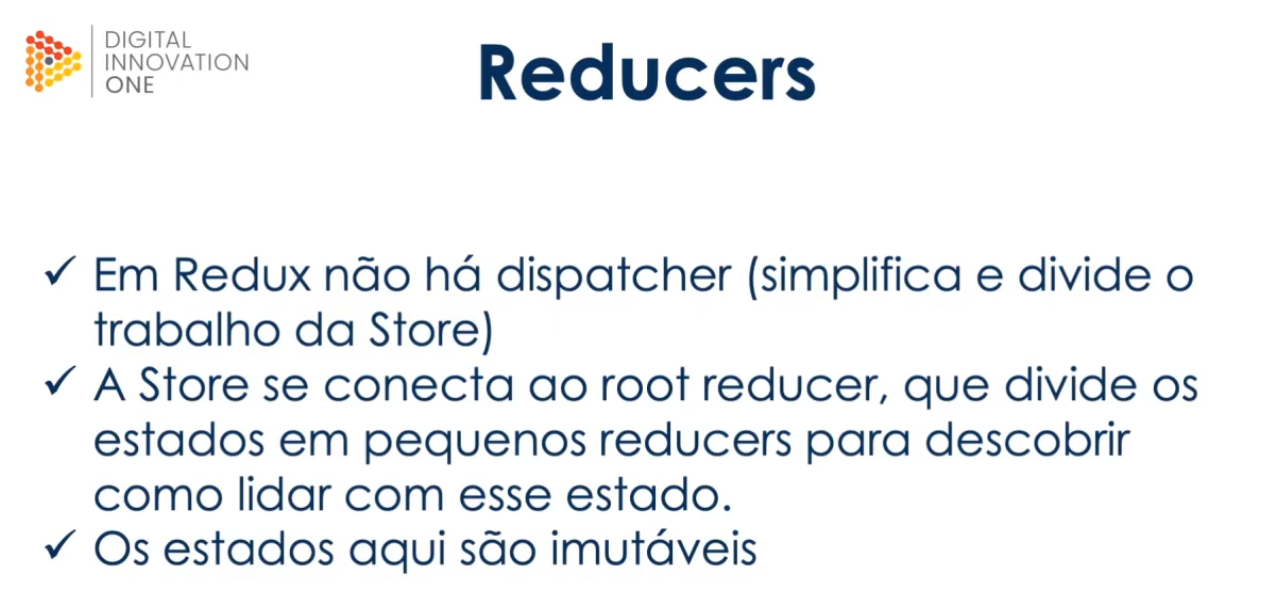 DIGITAL
INNOVATION
ONE
Reducers
✓ Em Redux não há dispatcher (simplifica e divide o
trabalho da Store)
✓ A Store se conecta ao root reducer, que divide os
estados em pequenos reducers para descobrir
como lidar com esse estado.
✓ Os estados aqui são imutáveis